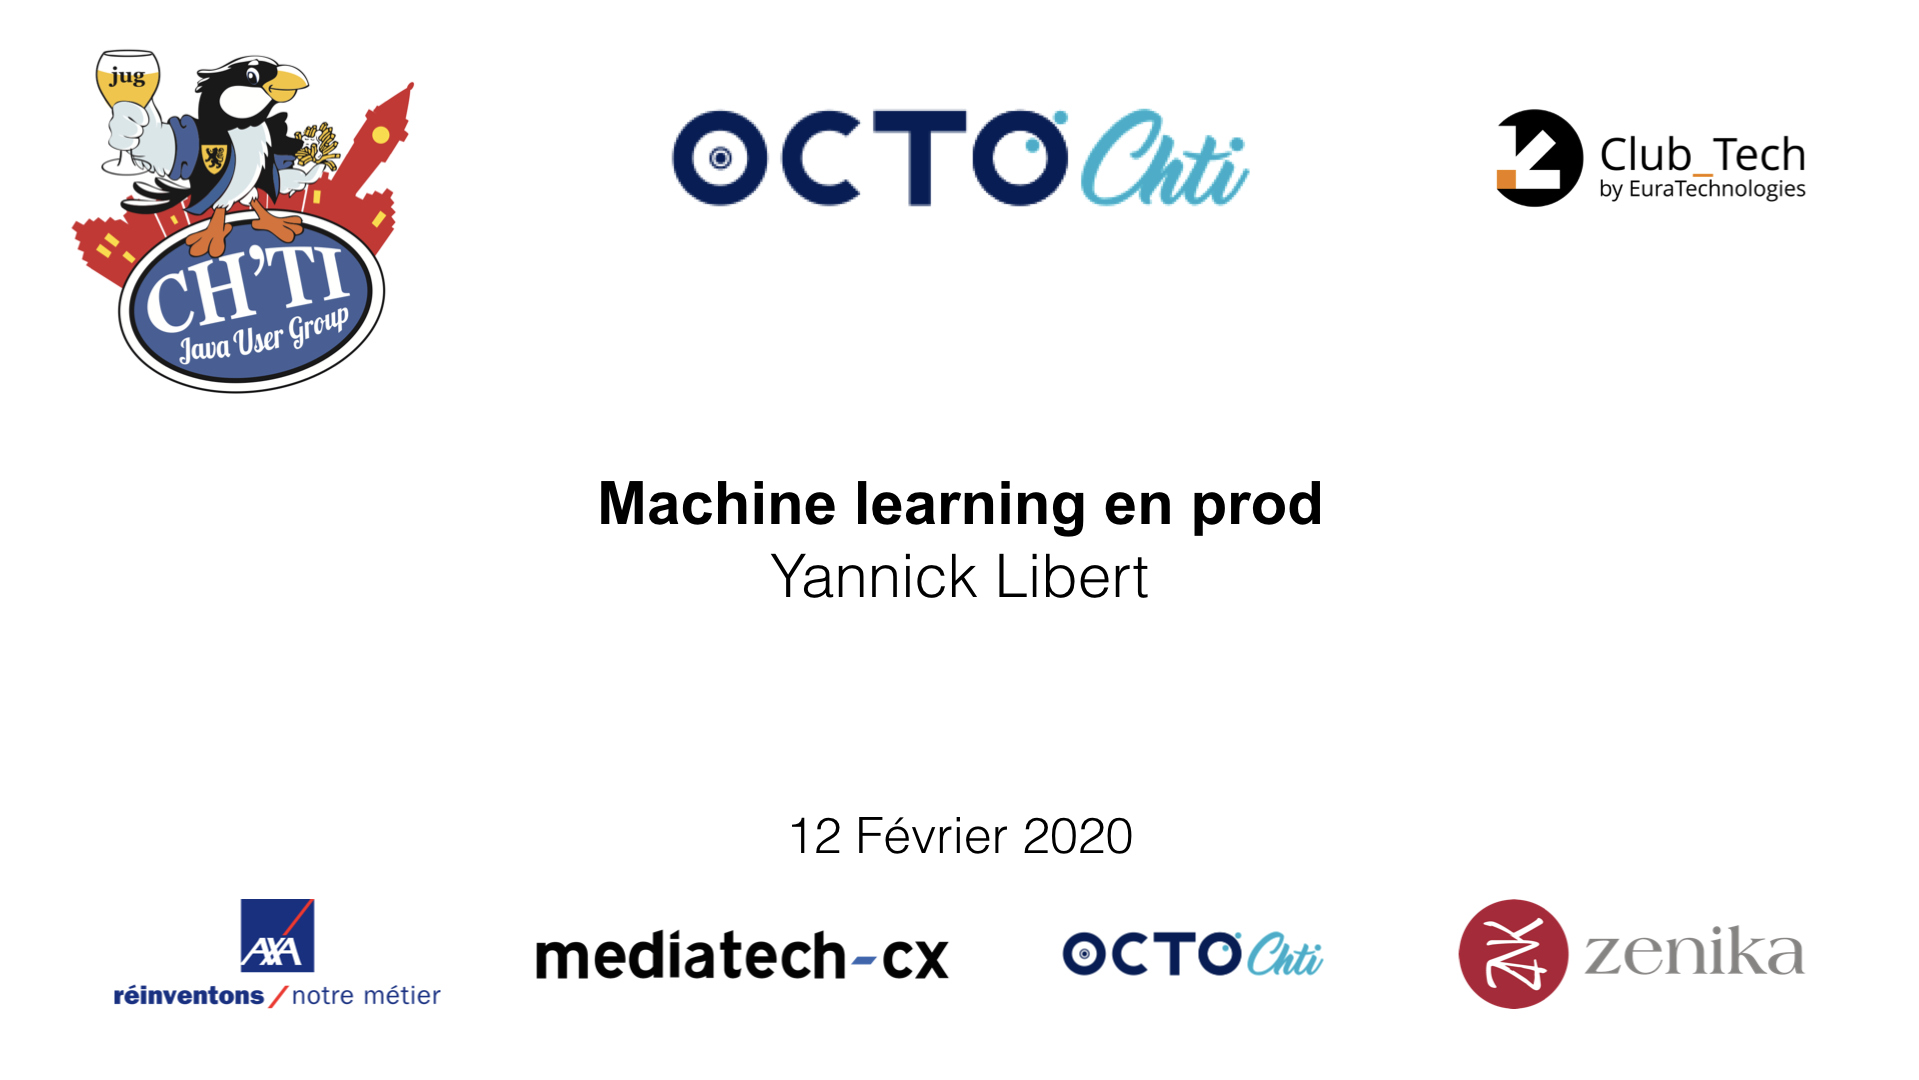 jug
CH'TI
Java User Group
OCTO Chti
Club_Tech
by EuraTechnologies
Machine learning en prod
Yannick Libert
12 Février 2020
AXA
réinventons / notre métier
mediatech-cx
OCTO Chti
zenika